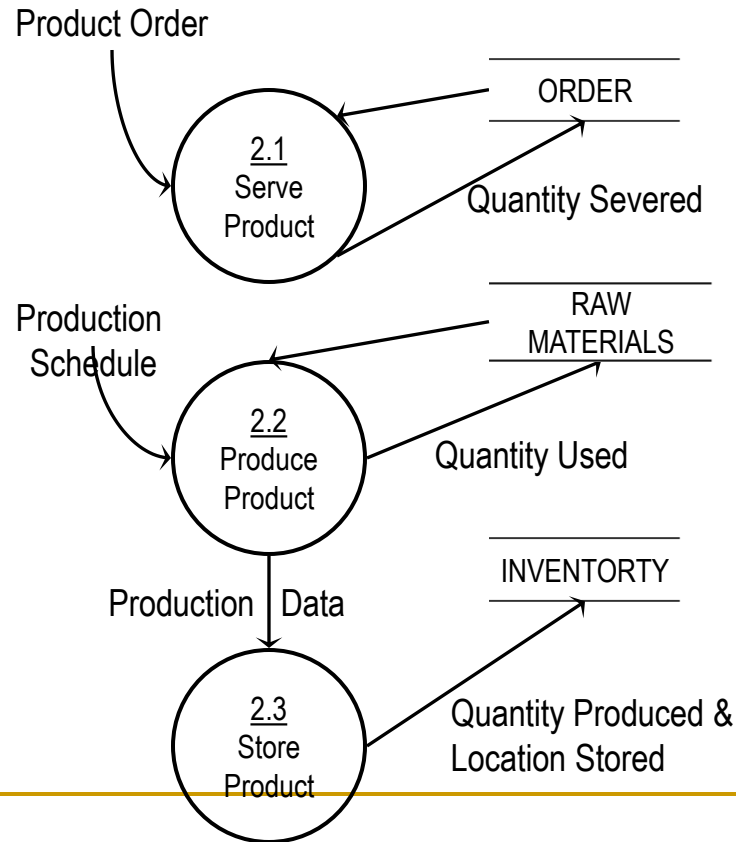 Product Order
ORDER
2.1
Serve
Product
Quantity Severed
RAW
MATERIALS
Production
Schedule
2.2
Produce
Product
Quantity Used
INVENTORTY
Production Data
2.3
Store
Product
Quantity Produced &
Location Stored